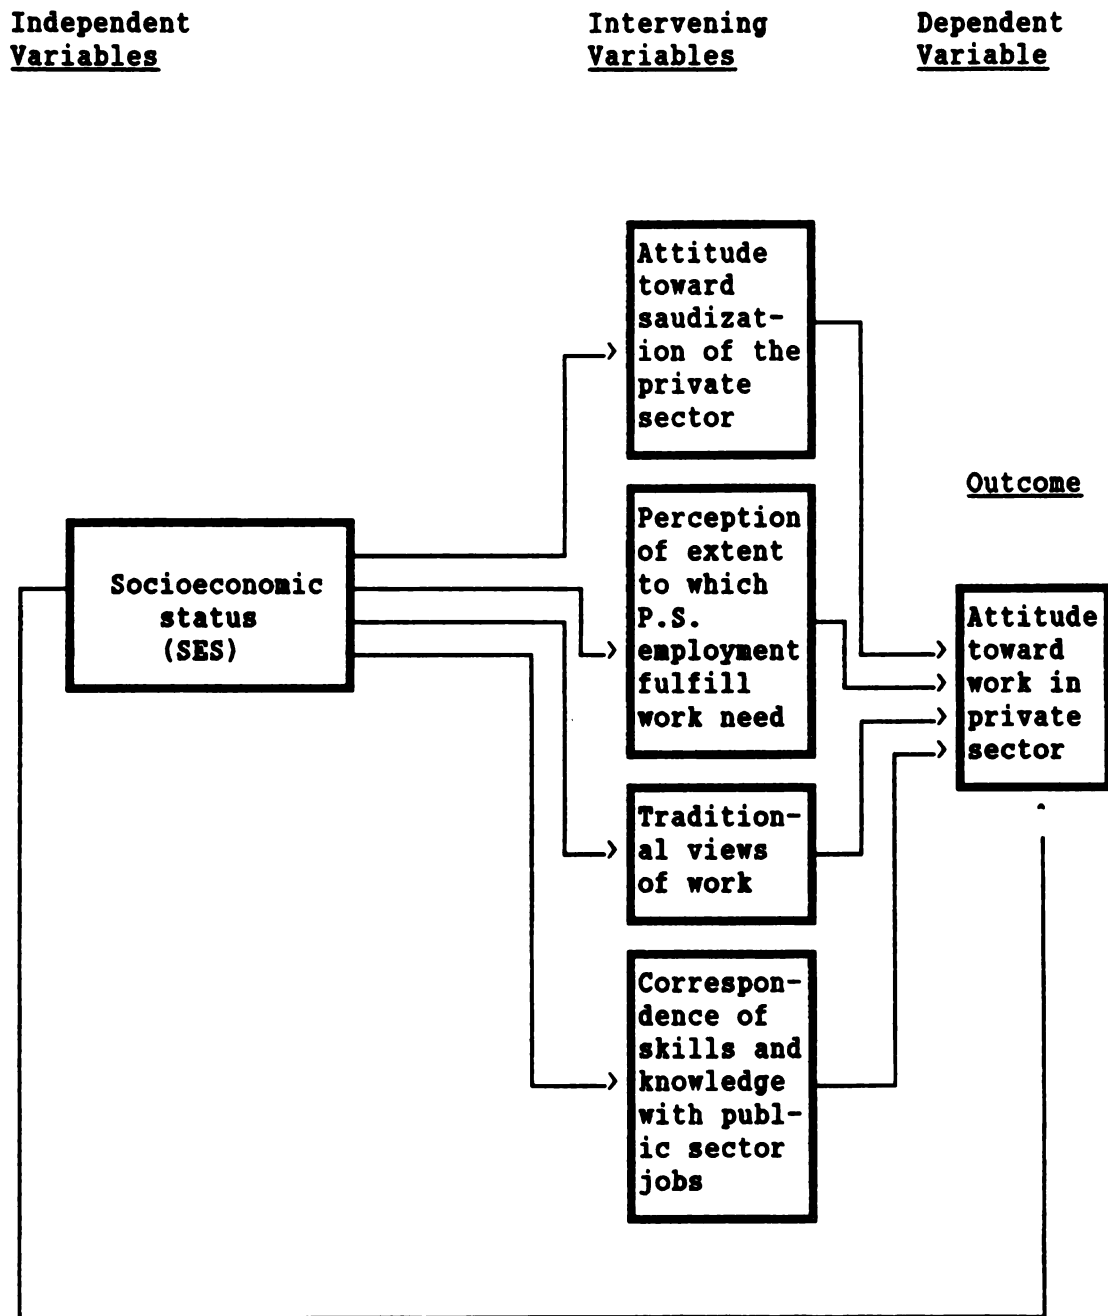 Independent
Variables
Intervening
Variables
Dependent
Variable
Attitude
toward
saudizat-
ion of the
private
sector
Perception
of extent
to which
P.S.
employment
fulfill
work need
Tradition-
al views
of work
Correspon-
dence of
skills and
knowledge
with publ-
ic sector
jobs
Socioeconomic
status
(SES)
Outcome
Attitude
toward
work in
private
sector